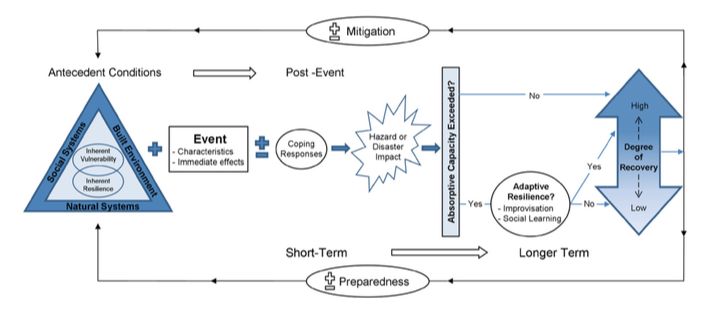 Mitigation
Antecedent Conditions
Post -Event
Social Systems
Built Environment
Natural Systems
Inherent
Vulnerability
Inherent
Resilience
Event
- Characteristics
- Immediate effects
Coping
Responses
Hazard or
Disaster
Impact
Absorptive Capacity Exceeded?
No
Yes
Adaptive
Resilience?
- Improvisation
- Social Learning
Yes
No
High
Degree
of
Recovery
Low
Short-Term
Longer Term
Preparedness